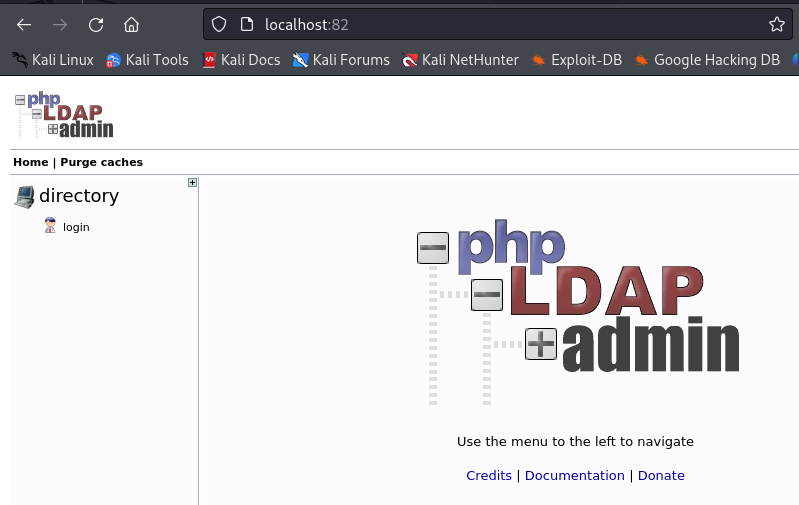 localhost:82
Kali Linux Kali Tools Kali Docs Kali Forums Kali NetHunter Exploit-DB Google Hacking DB
php
LDAP
admin
Home | Purge caches
directory
login
php
LDAP
admin
Use the menu to the left to navigate
Credits | Documentation | Donate